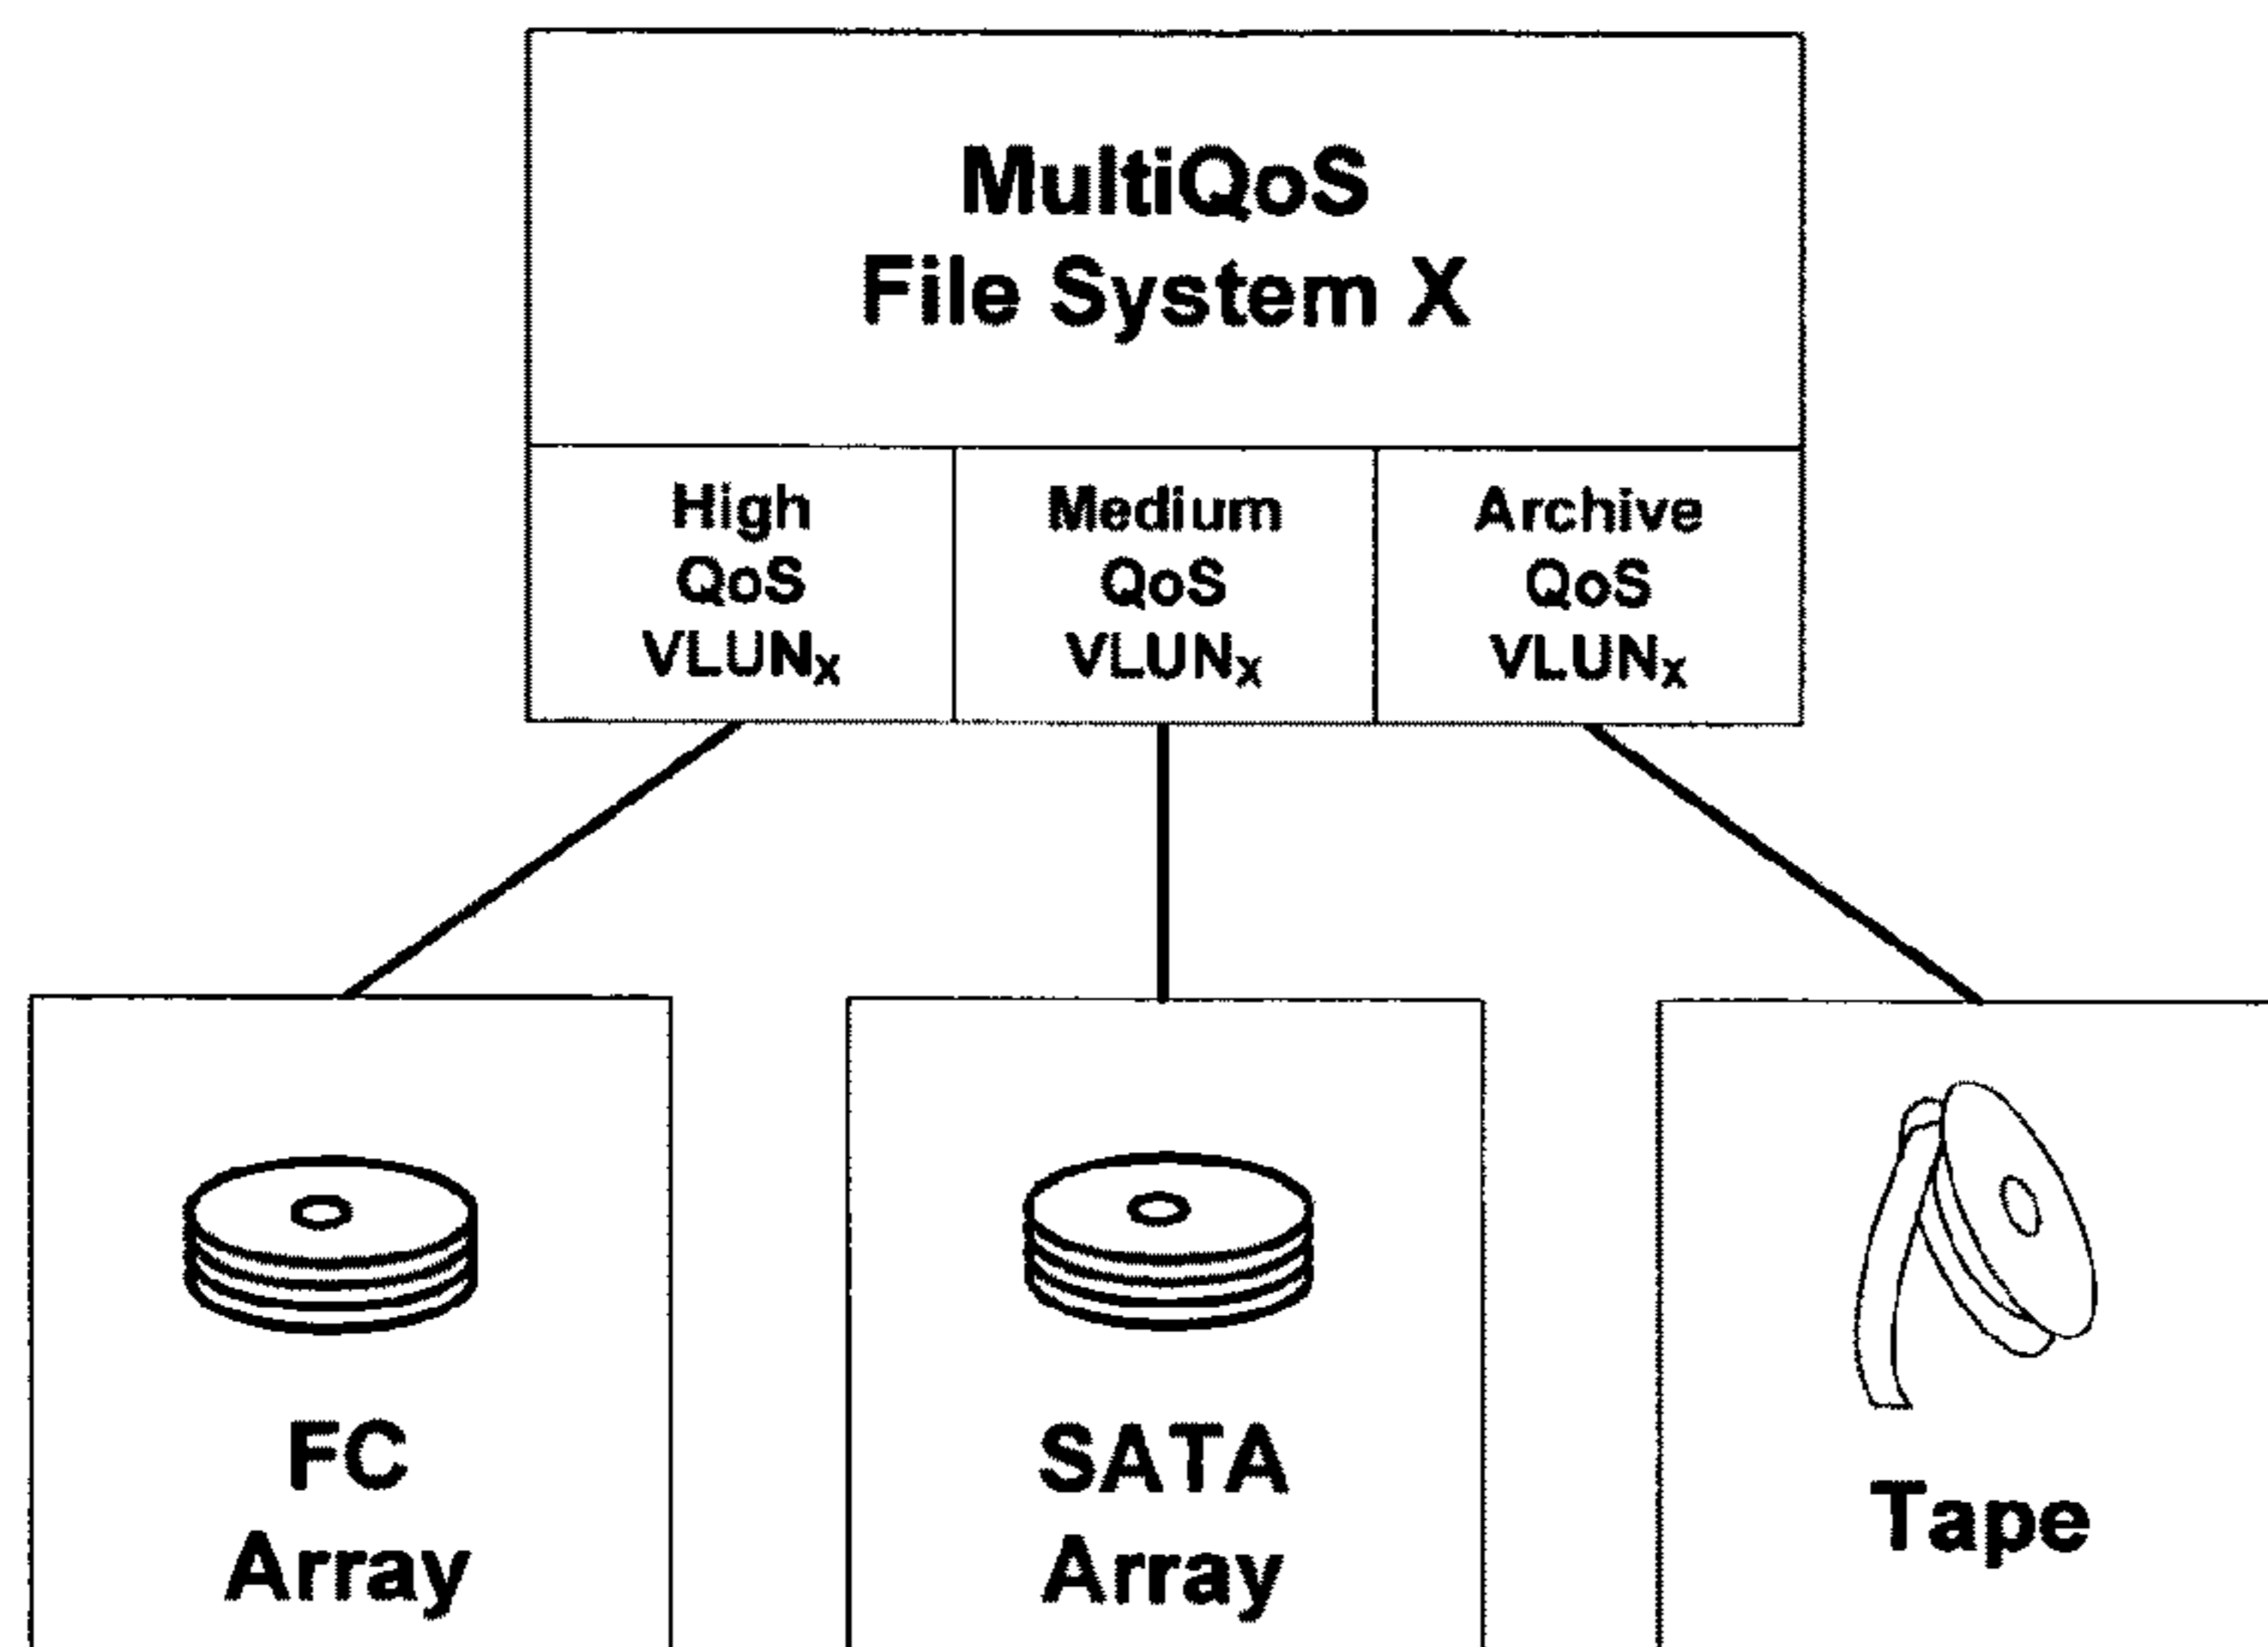 MultiQoS
File System X
High
QoS
VLUNX
Medium
QoS
VLUNX
Archive
QoS
VLUNX
FC
Array
SATA
Array
Tape